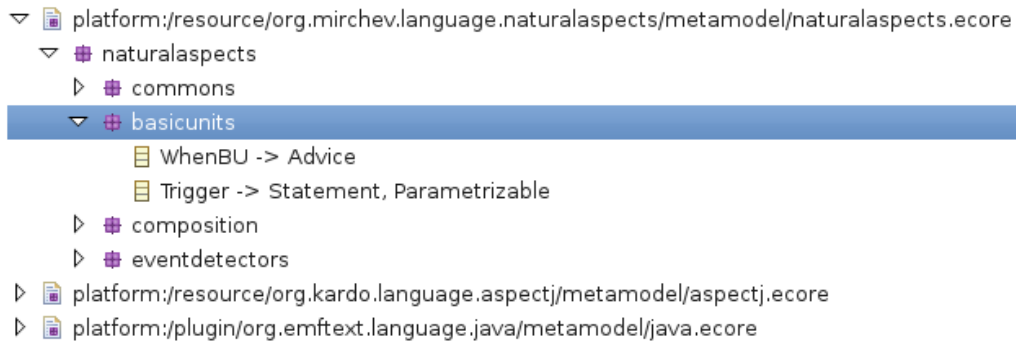 platform:/resource/org.mirchev.language.naturalaspects/metamodel/naturalaspects.ecore
naturalaspects
commons
basicunits
WhenBU -> Advice
Trigger -> Statement, Parametrizable
composition
eventdetectors
platform:/resource/org.kardo.language.aspectj/metamodel/aspectj.ecore
platform:/plugin/org.emftext.language.java/metamodel/java.ecore